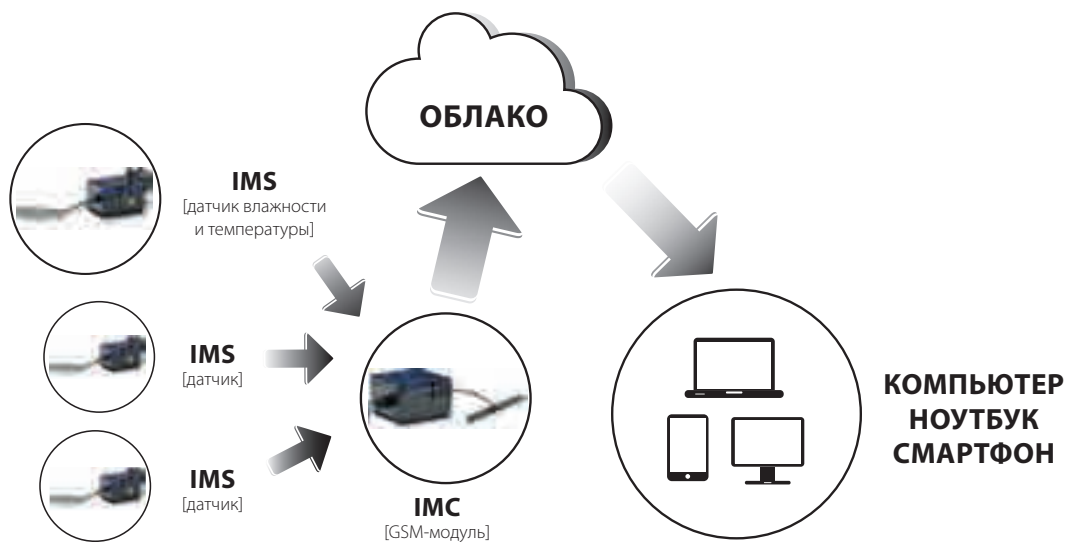 ОБЛАКО
IMS
[датчик влажности
и температуры]
IMS
[датчик]
IMS
[датчик]
IMC
[GSM-модуль]
КОМПЬЮТЕР
НОУТБУК
СМАРТФОН